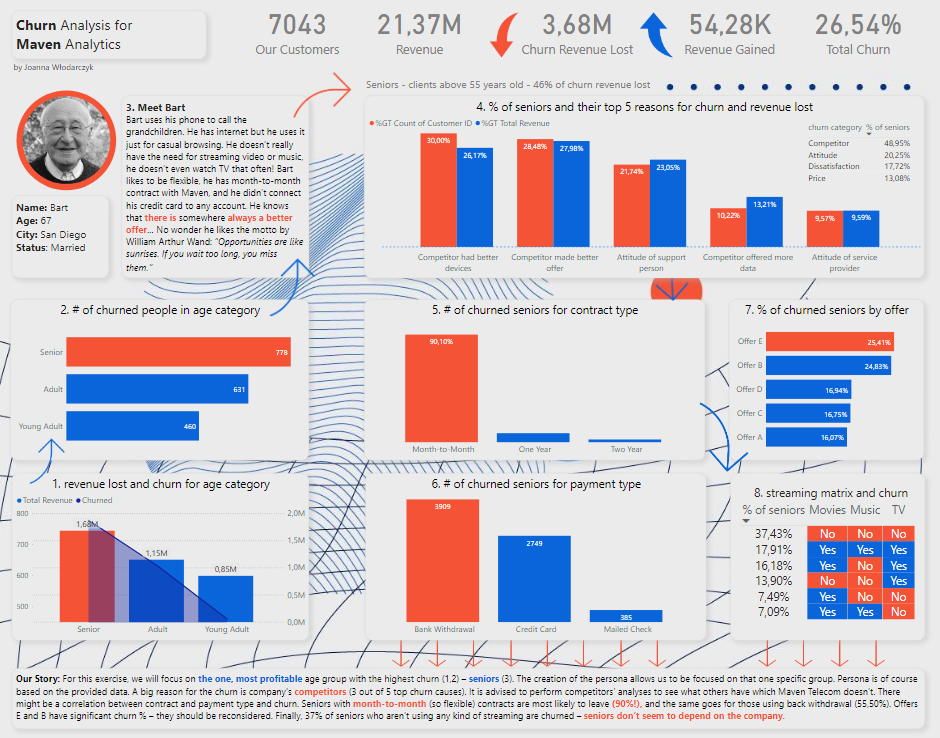 Churn Analysis for
Maven Analytics
by Joanna Włodarczyk
7043
Our Customers
21,37M
Revenue
3,68M
Churn Revenue Lost
54,28K
Revenue Gained
26,54%
Total Churn
Seniors - clients above 55 years old - 46% of churn revenue lost
Name: Bart
Age: 67
City: San Diego
Status: Married
3. Meet Bart
Bart uses his phone to call the
grandchildren. He has internet but he uses it
just for casual browsing. He doesn't really
have the need for streaming video or music,
he doesn't even watch TV that often! Bart
likes to be flexible, he has month-to-month
contract with Maven, and he didn't connect
his credit card to any account. He knows
that there is somewhere always a better
offer... No wonder he likes the motto by
William Arthur Wand: "Opportunities are like
sunrises. If you wait too long, you miss
them."
4. % of seniors and their top 5 reasons for churn and revenue lost
%GT Count of Customer ID %GT Total Revenue
30,00%
26,17%
28,48%
27,98%
21,74%
23,05%
10,22%
13,21%
9,57%
9,59%
Competitor had better
devices
Competitor made better
offer
Attitude of support
person
Competitor offered more
data
Attitude of service
provider
churn category % of seniors
Competitor 48,95%
Attitude 20,25%
Dissatisfaction 17,72%
Price 13,08%
2. # of churned people in age category
Senior 778
Adult 631
Young Adult 460
5. # of churned seniors for contract type
90,10%
Month-to-Month
One Year
Two Year
7. % of churned seniors by offer
Offer E 25,41%
Offer B 24,83%
Offer D 16,94%
Offer C 16,75%
Offer A 16,07%
1. revenue lost and churn for age category
Total Revenue Churned
800
700
600
500
1,68M
1,15M
0,85M
2,0M
1,5M
1,0M
0,5M
0,0M
Senior
Adult
Young Adult
6. # of churned seniors for payment type
3909
2749
385
Bank Withdrawal
Credit Card
Mailed Check
8. streaming matrix and churn
% of seniors Movies Music TV
37,43% No No No
17,91% Yes Yes Yes
16,18% Yes No Yes
13,90% No No Yes
7,49% Yes No No
7,09% Yes Yes No
Our Story: For this exercise, we will focus on the one, most profitable age group with the highest churn (1,2) – seniors (3). The creation of the persona allows us to be focused on that one specific group. Persona is of course
based on the provided data. A big reason for the churn is company's competitors (3 out of 5 top churn causes). It is advised to perform competitors' analyses to see what others have which Maven Telecom doesn't. There
might be a correlation between contract and payment type and churn. Seniors with month-to-month (so flexible) contracts are most likely to leave (90%!), and the same goes for those using back withdrawal (55,50%). Offers
E and B have significant churn % – they should be reconsidered. Finally, 37% of seniors who aren't using any kind of streaming are churned – seniors don't seem to depend on the company.